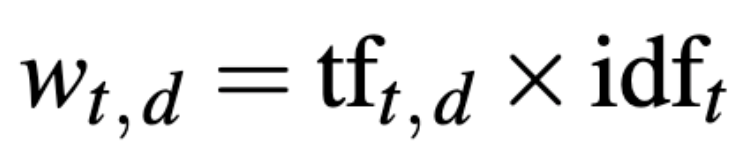 w_{t,d} = tf_{t,d} × idf_t